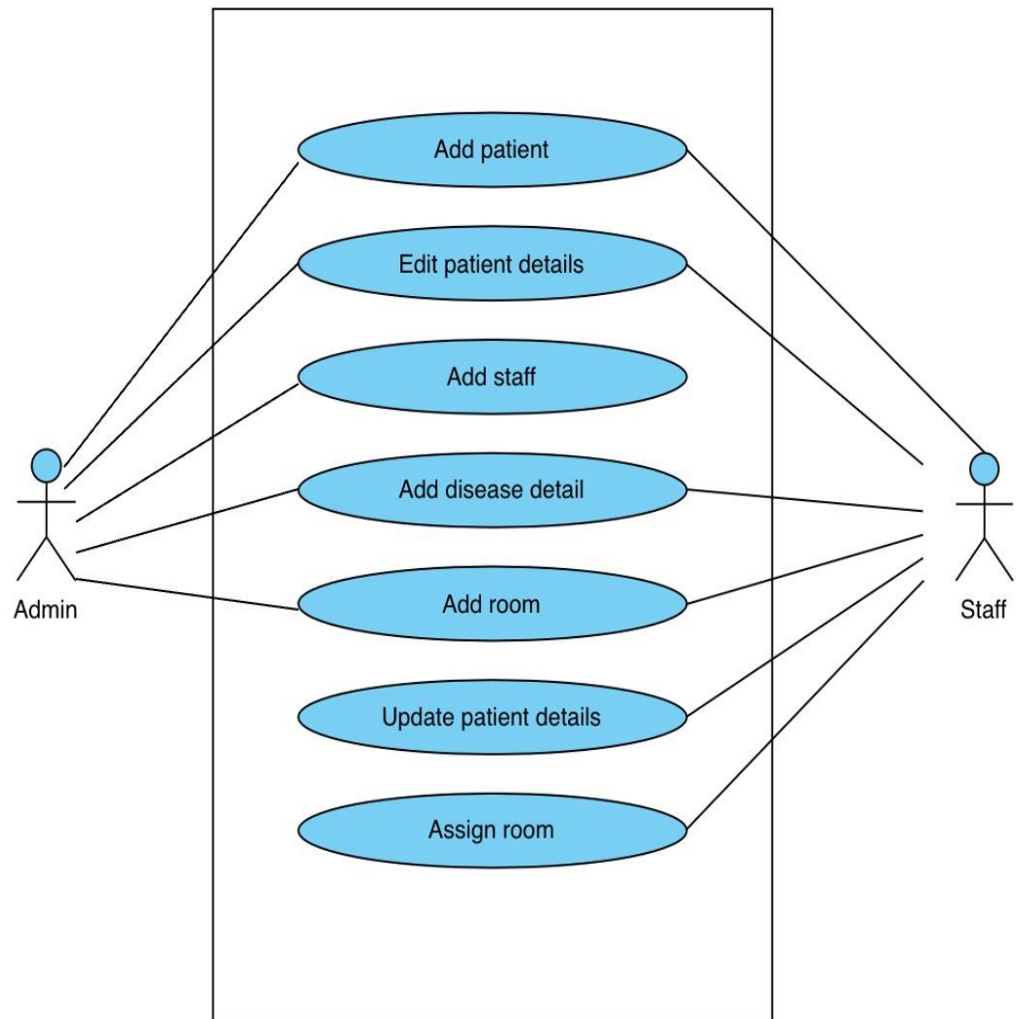 Add patient
Edit patient details
Add staff
Add disease detail
Add room
Update patient details
Assign room
Admin
Staff